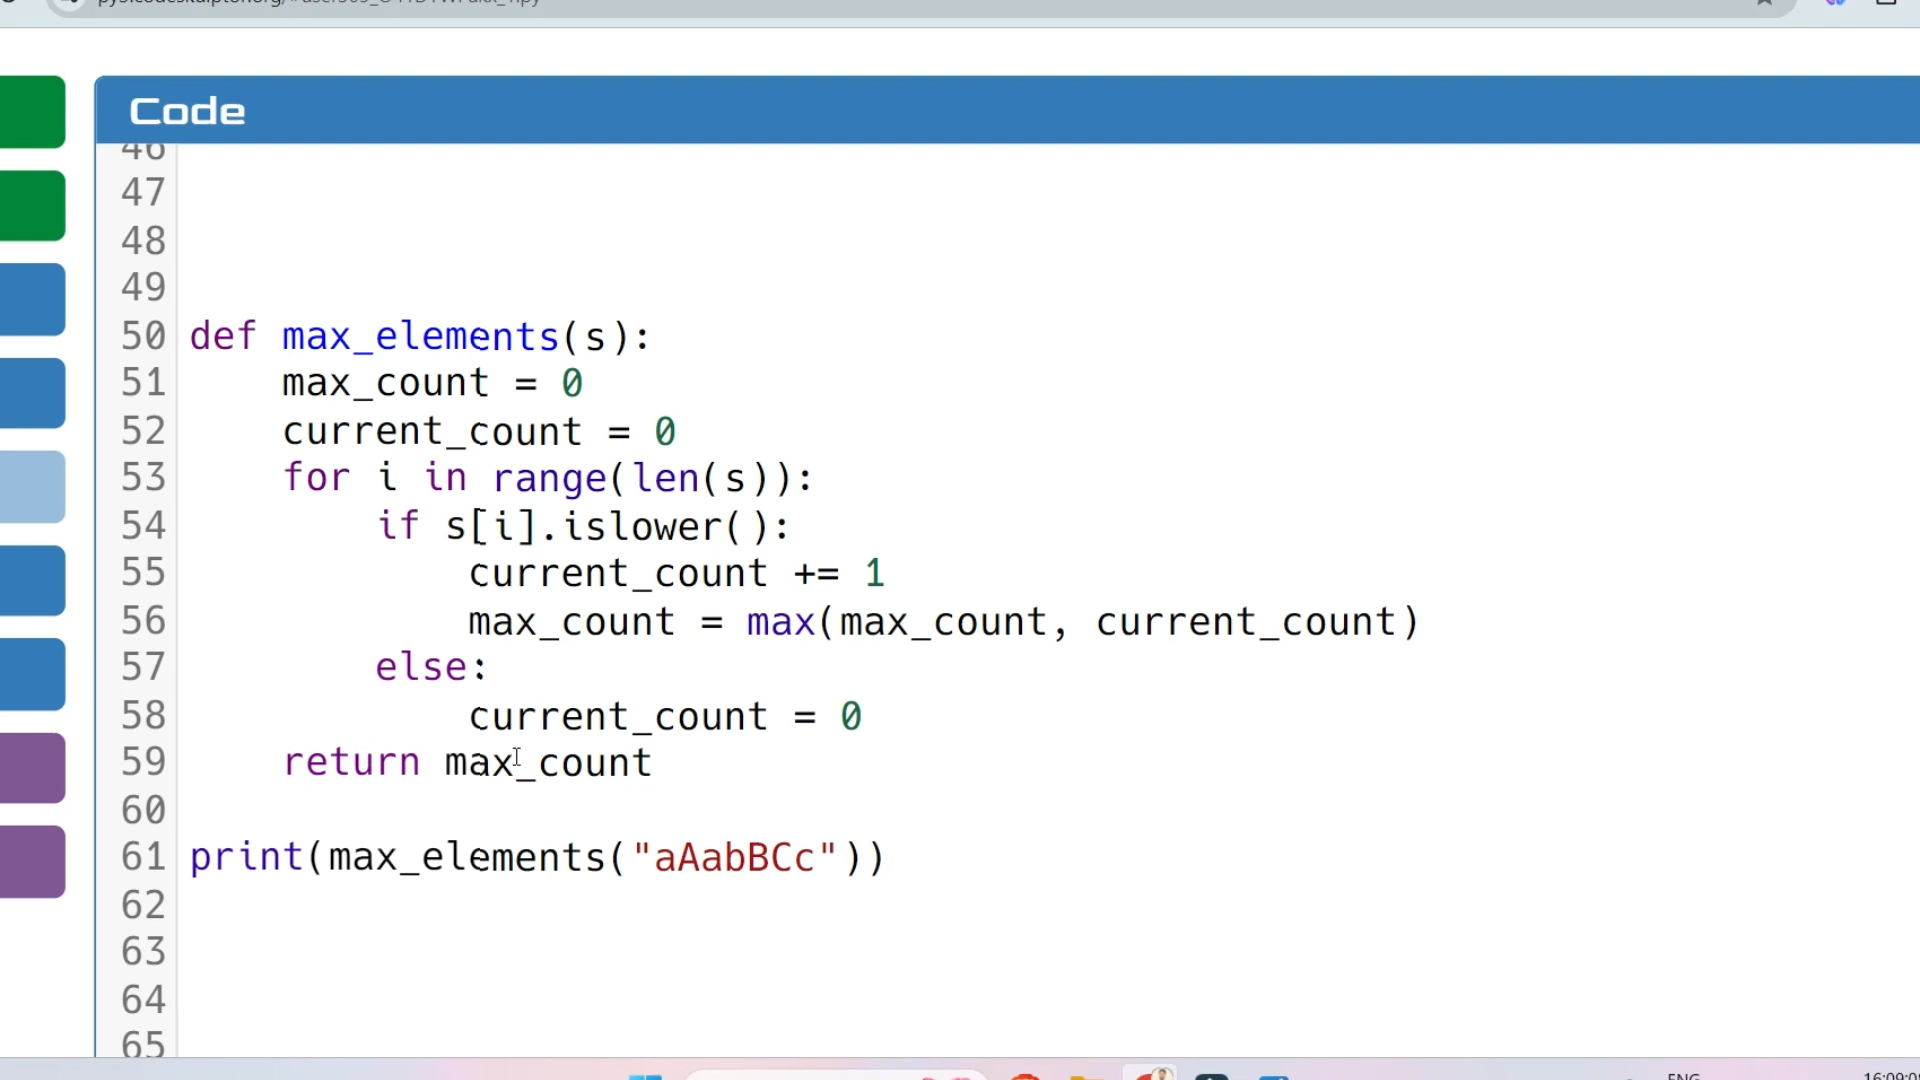 Code
46
47
48
49
50 def max_elements(s):
51     max_count = 0
52     current_count = 0
53     for i in range(len(s)):
54         if s[i].islower():
55             current_count += 1
56             max_count = max(max_count, current_count)
57         else:
58             current_count = 0
59     return max_count
60
61 print(max_elements("aAabBCc"))
62
63
64
65
ENG